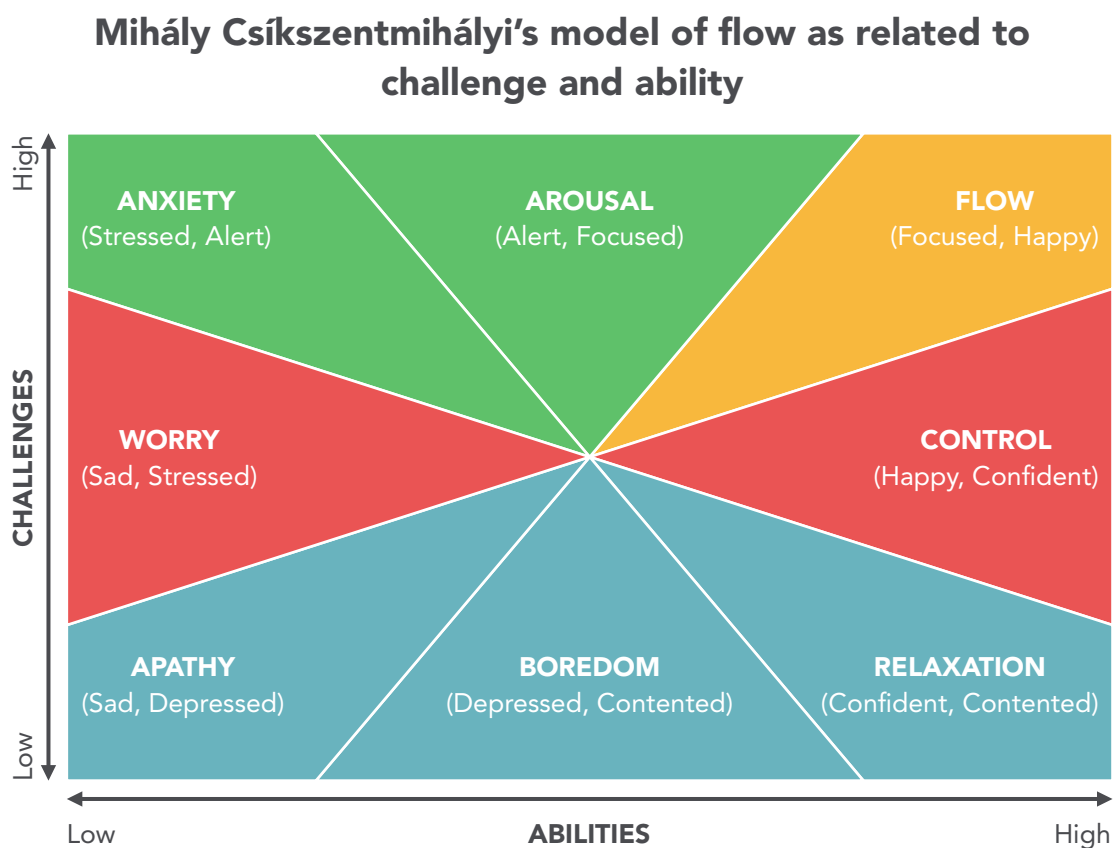 Mihály Csíkszentmihályi’s model of flow as related to
challenge and ability
High
ANXIETY
(Stressed, Alert)
AROUSAL
(Alert, Focused)
FLOW
(Focused, Happy)
CHALLENGES
WORRY
(Sad, Stressed)
CONTROL
(Happy, Confident)
APATHY
(Sad, Depressed)
BOREDOM
(Depressed, Contented)
RELAXATION
(Confident, Contented)
Low
Low
ABILITIES
High